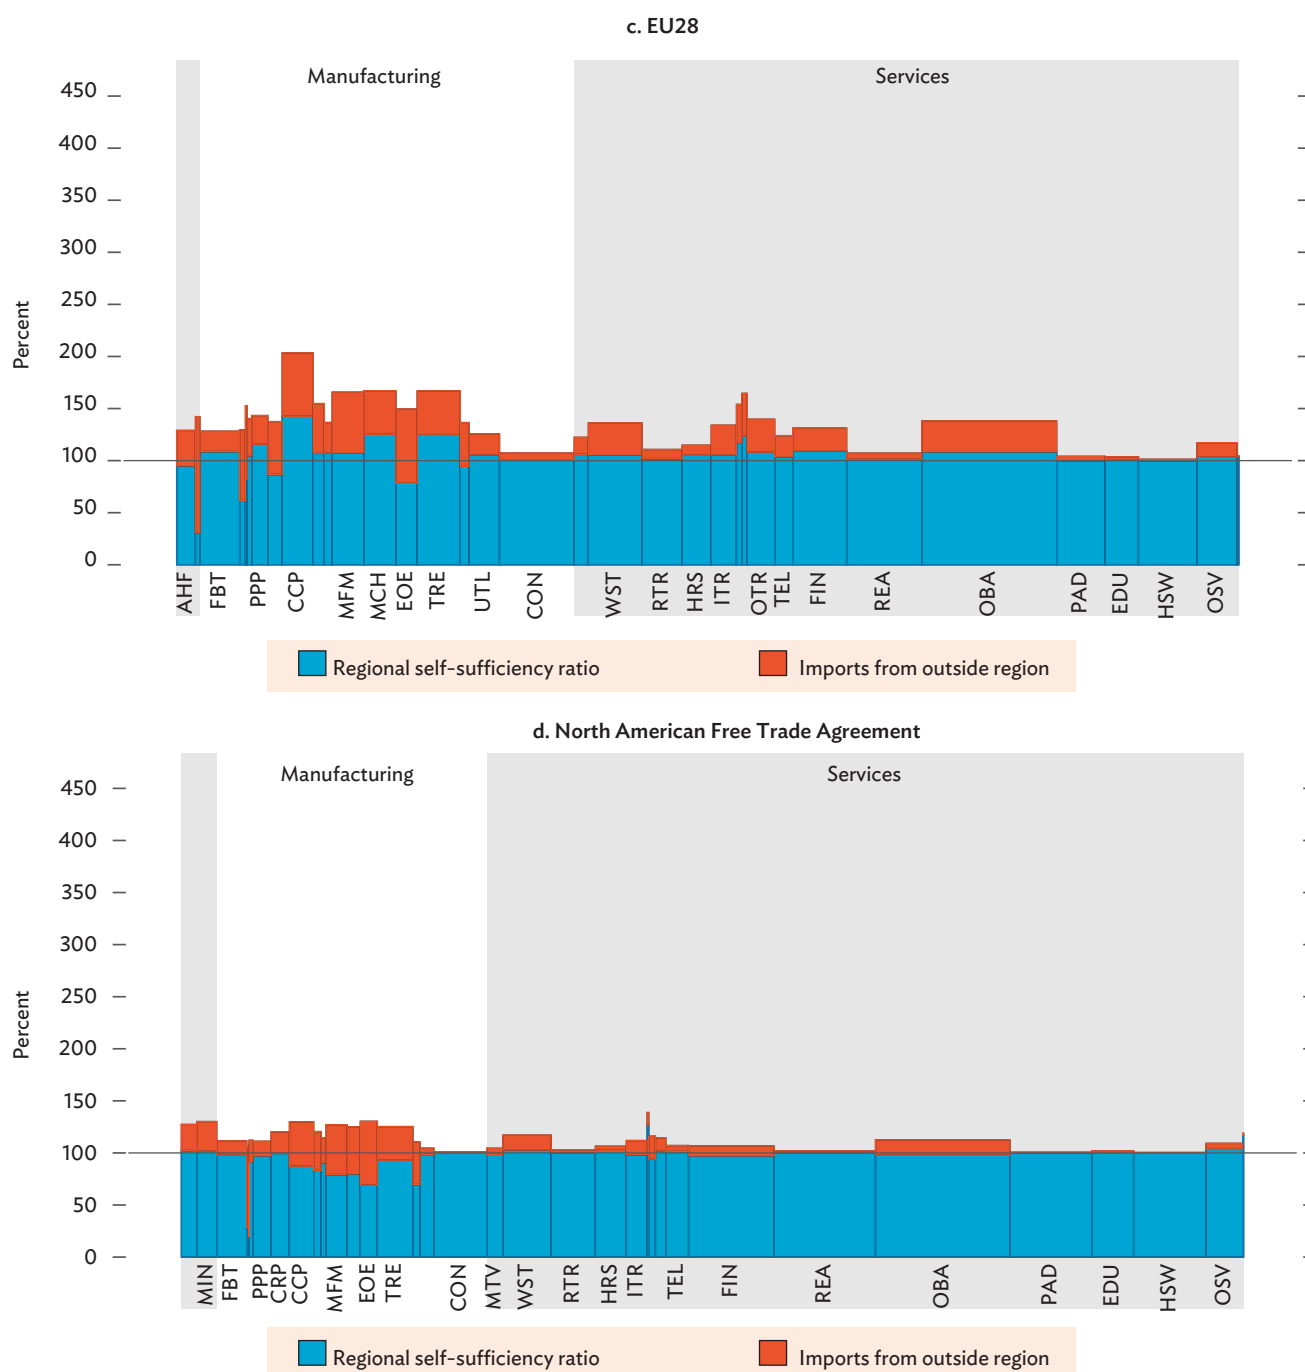 c. EU28
Manufacturing
Services
450
400
350
300
250
200
150
100
50
0
Percent
AHF
FBT
PPP
CCP
MFM
MCH
EOE
TRE
UTL
CON
WST
RTR
HRS
ITR
OTR
TEL
FIN
REA
OBA
PAD
EDU
HSW
OSV
Regional self-sufficiency ratio
Imports from outside region
d. North American Free Trade Agreement
Manufacturing
Services
450
400
350
300
250
200
150
100
50
0
Percent
MIN
FBT
PPP
CRP
CCP
MFM
EOE
TRE
CON
MTV
WST
RTR
HRS
ITR
TEL
FIN
REA
OBA
PAD
EDU
HSW
OSV
Regional self-sufficiency ratio
Imports from outside region